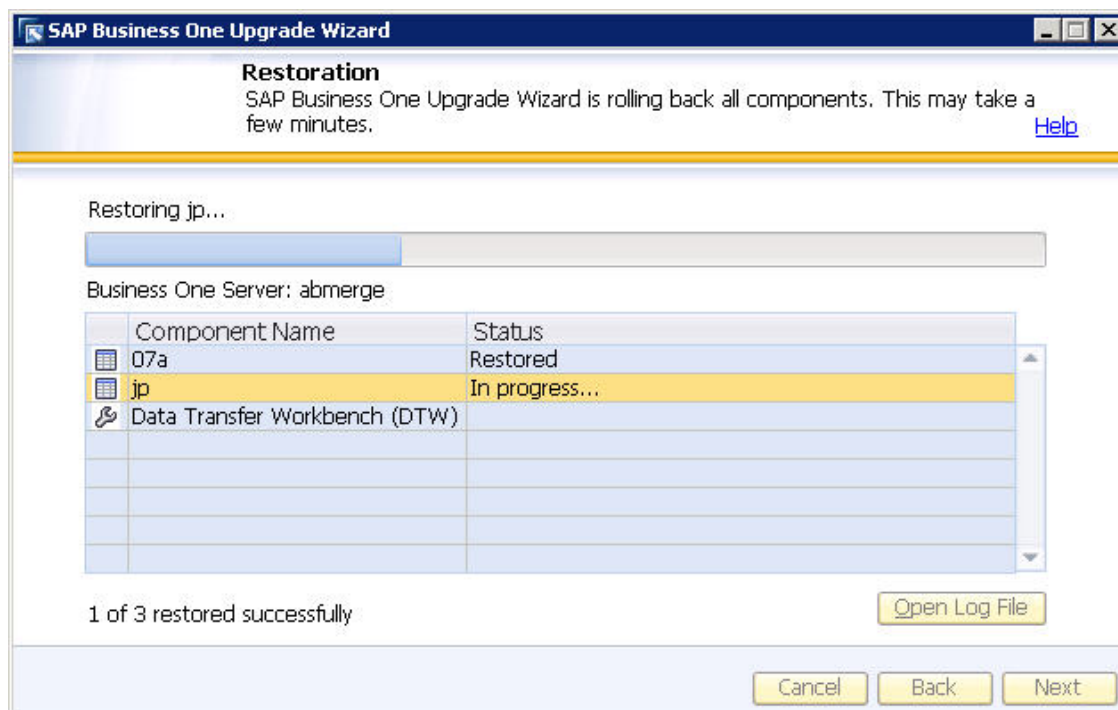 SAP Business One Upgrade Wizard
Restoration
SAP Business One Upgrade Wizard is rolling back all components. This may take a
few minutes.
Help
Restoring jp...
Business One Server: abmerge
Component Name Status
07a Restored
jp In progress...
Data Transfer Workbench (DTW)
1 of 3 restored successfully
Open Log File
Cancel Back Next